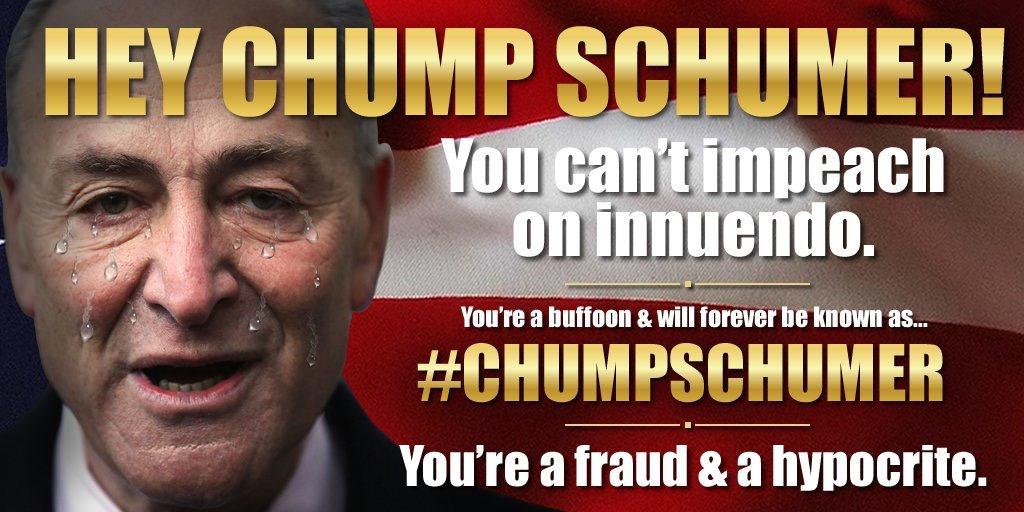 HEY CHUMP SCHUMER!
You can't impeach
on innuendo.
You're a buffoon & will forever be known as...
#CHUMPSCHUMER
You're a fraud & a hypocrite.